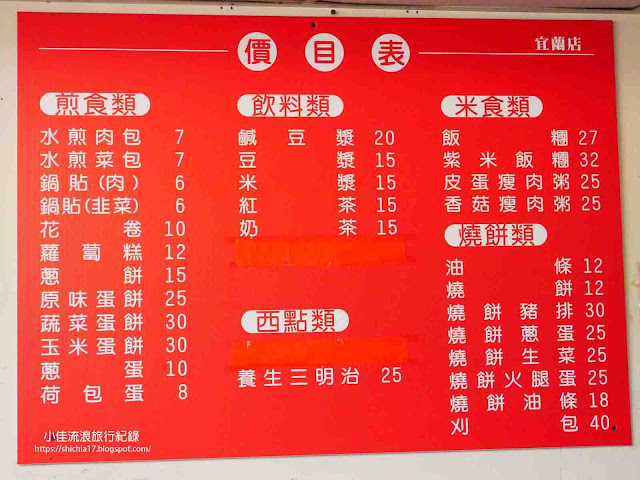 價目表
宜蘭店
煎食類
水煎肉包 7
水煎菜包 7
鍋貼(肉) 6
鍋貼(韭菜) 6
花卷 10
蘿蔔糕 12
蔥餅 15
原味蛋餅 25
蔬菜蛋餅 30
玉米蛋餅 30
蔥蛋 10
荷包蛋 8
飲料類
鹹豆漿 20
豆漿 15
米漿 15
紅茶 15
奶茶 15
西點類
養生三明治 25
米食類
飯糰 27
紫米飯糰 32
皮蛋瘦肉粥 25
香菇瘦肉粥 25
燒餅類
油條 12
燒餅 12
燒餅豬排 30
燒餅蔥蛋 25
燒餅生菜 25
燒餅火腿蛋 25
燒餅油條 18
刈包 40
小佳流浪旅行紀錄
https://shichia17.blogspot.com/